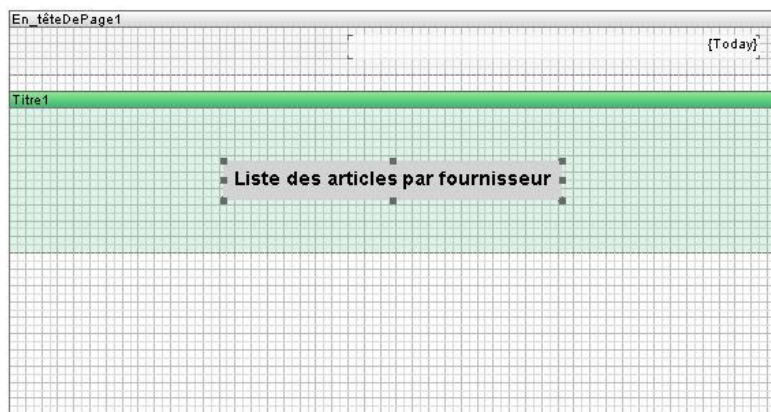 En_têteDePage1
{Today}
Titre1
Liste des articles par fournisseur